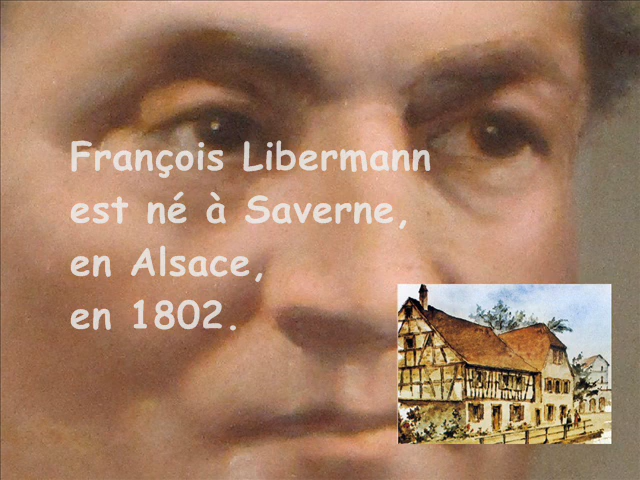 François Libermann
est né à Saverne,
en Alsace,
en 1802.